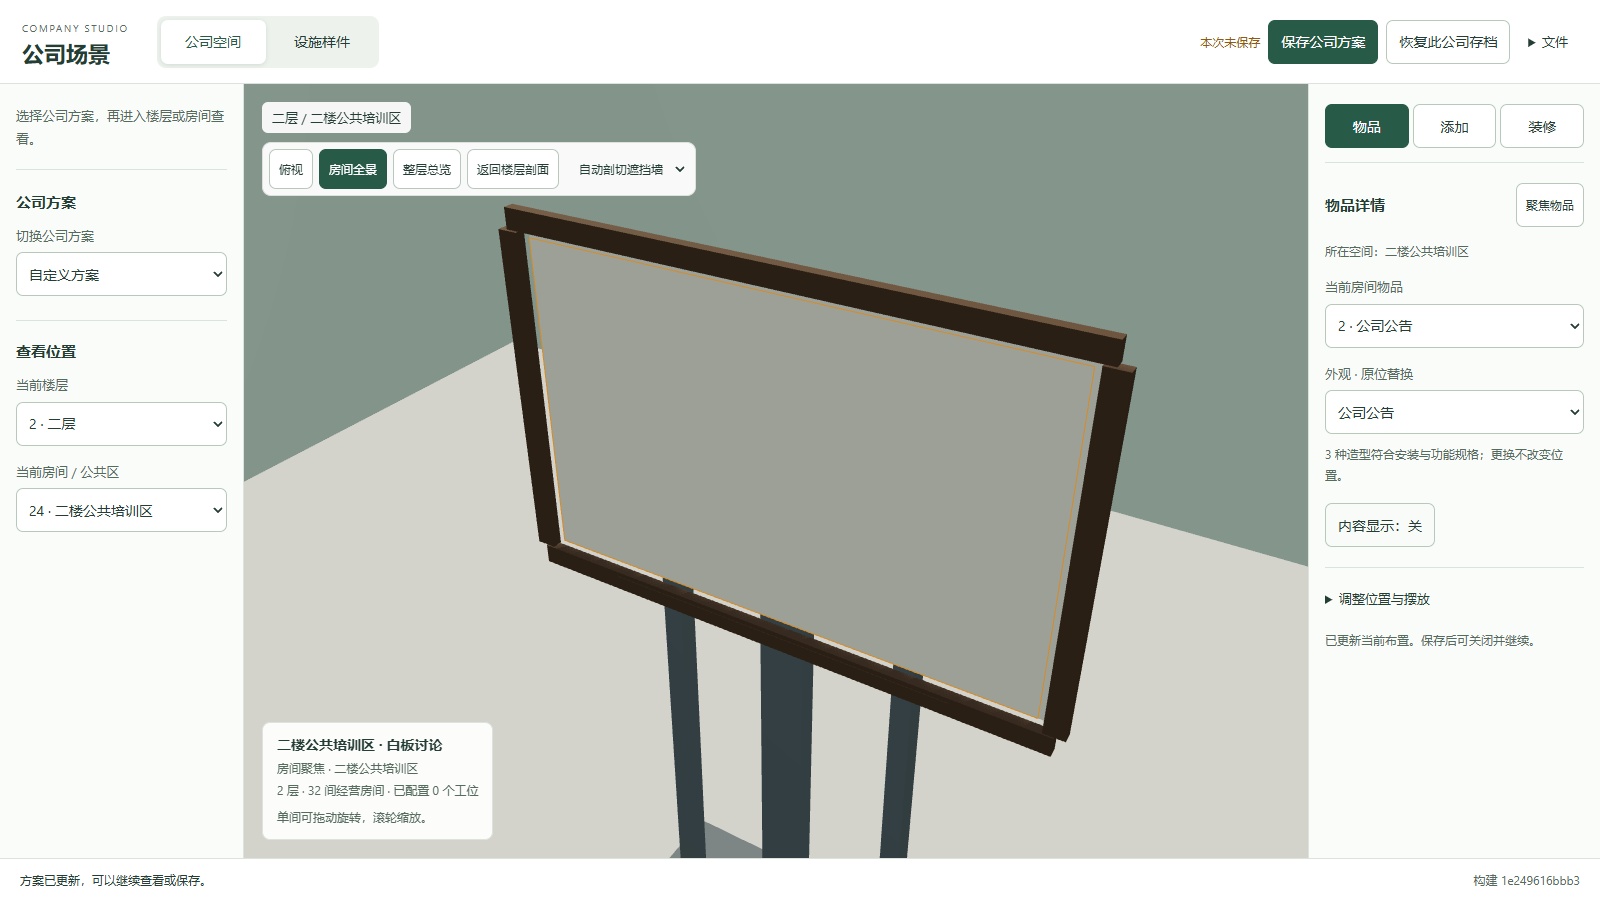 COMPANY STUDIO
公司场景
公司空间
设施样件
本次未保存
保存公司方案
恢复此公司存档
文件
选择公司方案，再进入楼层或房间查看。
公司方案
切换公司方案
自定义方案
查看位置
当前楼层
2 · 二层
当前房间 / 公共区
24 · 二楼公共培训区
二层 / 二楼公共培训区
俯视
房间全景
整层总览
返回楼层剖面
自动剖切遮挡墙
二楼公共培训区 · 白板讨论
房间聚焦 · 二楼公共培训区
2 层 · 32 间经营房间 · 已配置 0 个工位
单间可拖动旋转，滚轮缩放。
物品
添加
装修
物品详情
聚焦物品
所在空间：二楼公共培训区
当前房间物品
2 · 公司公告
外观 · 原位替换
公司公告
3 种造型符合安装与功能规格；更换不改变位置。
内容显示：关
调整位置与摆放
已更新当前布置。保存后可关闭并继续。
方案已更新，可以继续查看或保存。
构建 1e249616bbb3